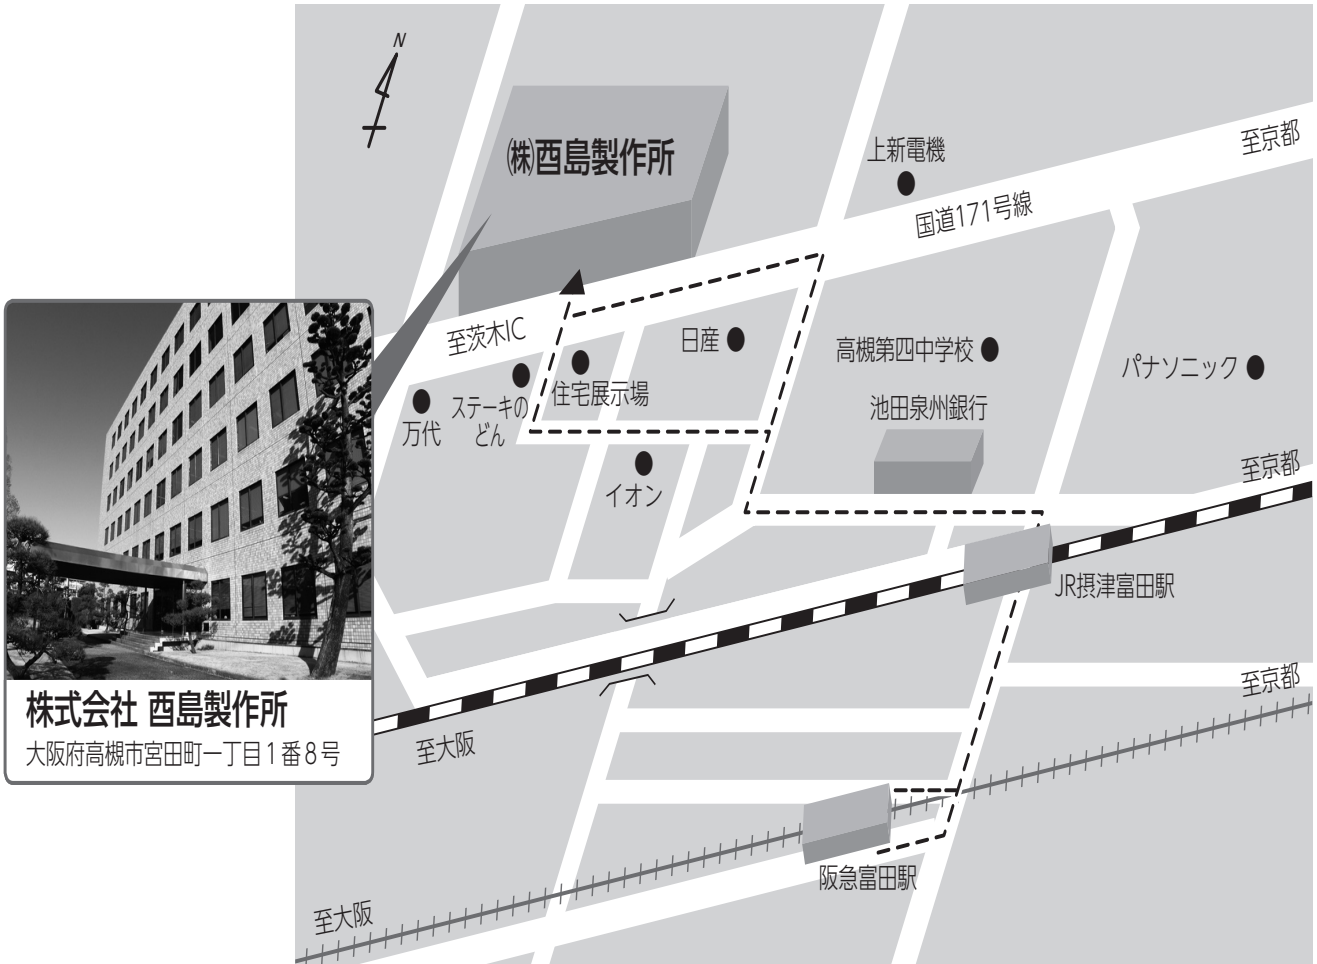 N
㈱酉島製作所
上新電機
至京都
国道171号線
至茨木IC
日産
高槻第四中学校
パナソニック
住宅展示場
ステーキの
どん
万代
池田泉州銀行
イオン
至京都
JR摂津富田駅
至京都
株式会社 酉島製作所
大阪府高槻市宮田町一丁目1番8号
至大阪
阪急富田駅
至大阪